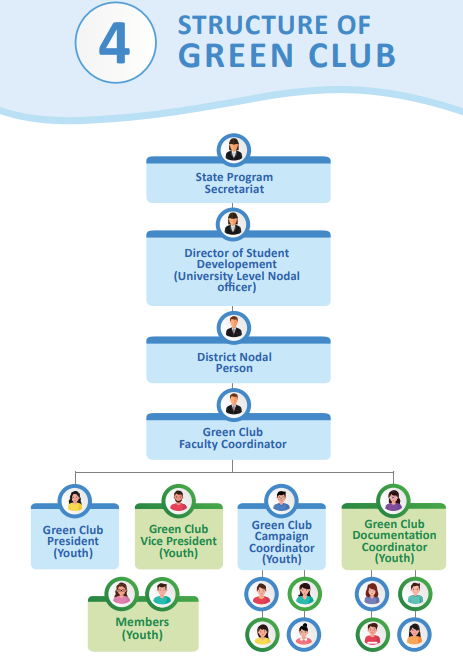 4
STRUCTURE OF
GREEN CLUB
State Program
Secretariat
Director of Student
Developement
(University Level Nodal
officer)
District Nodal
Person
Green Club
Faculty Coordinator
Green Club
President
(Youth)
Green Club
Vice President
(Youth)
Green Club
Campaign
Coordinator
(Youth)
Green Club
Documentation
Coordinator
(Youth)
Members
(Youth)